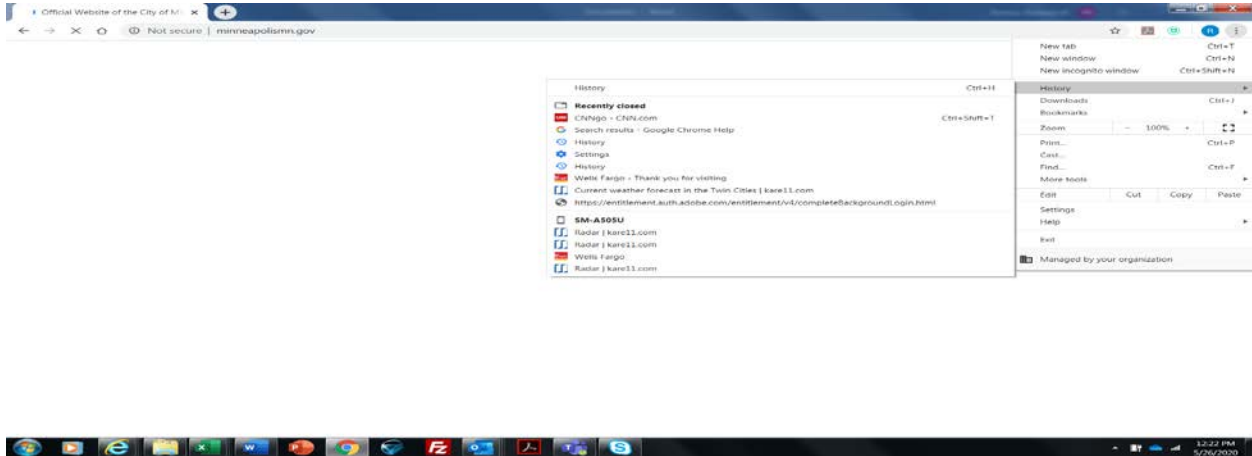 Official Website of the City of M
Not secure | minneapolismn.gov
New tab Ctrl+T
New window Ctrl+N
New incognito window Ctrl+Shift+N
History
Downloads Ctrl+J
Bookmarks
Zoom - 100% +
Print... Ctrl+P
Cast...
Find... Ctrl+F
More tools
Edit Cut Copy Paste
Settings
Help
Exit
Managed by your organization
History Ctrl+H
Recently closed
CNNgo - CNN.com Ctrl+Shift+T
Search results - Google Chrome Help
History
Settings
History
Wells Fargo - Thank you for visiting
Current weather forecast in the Twin Cities | kare11.com
https://entitlement.auth.adobe.com/entitlement/v4/completeBackgroundLogin.html
SM-A505U
Radar | kare11.com
Radar | kare11.com
Wells Fargo
Radar | kare11.com
12:22 PM
5/26/2020